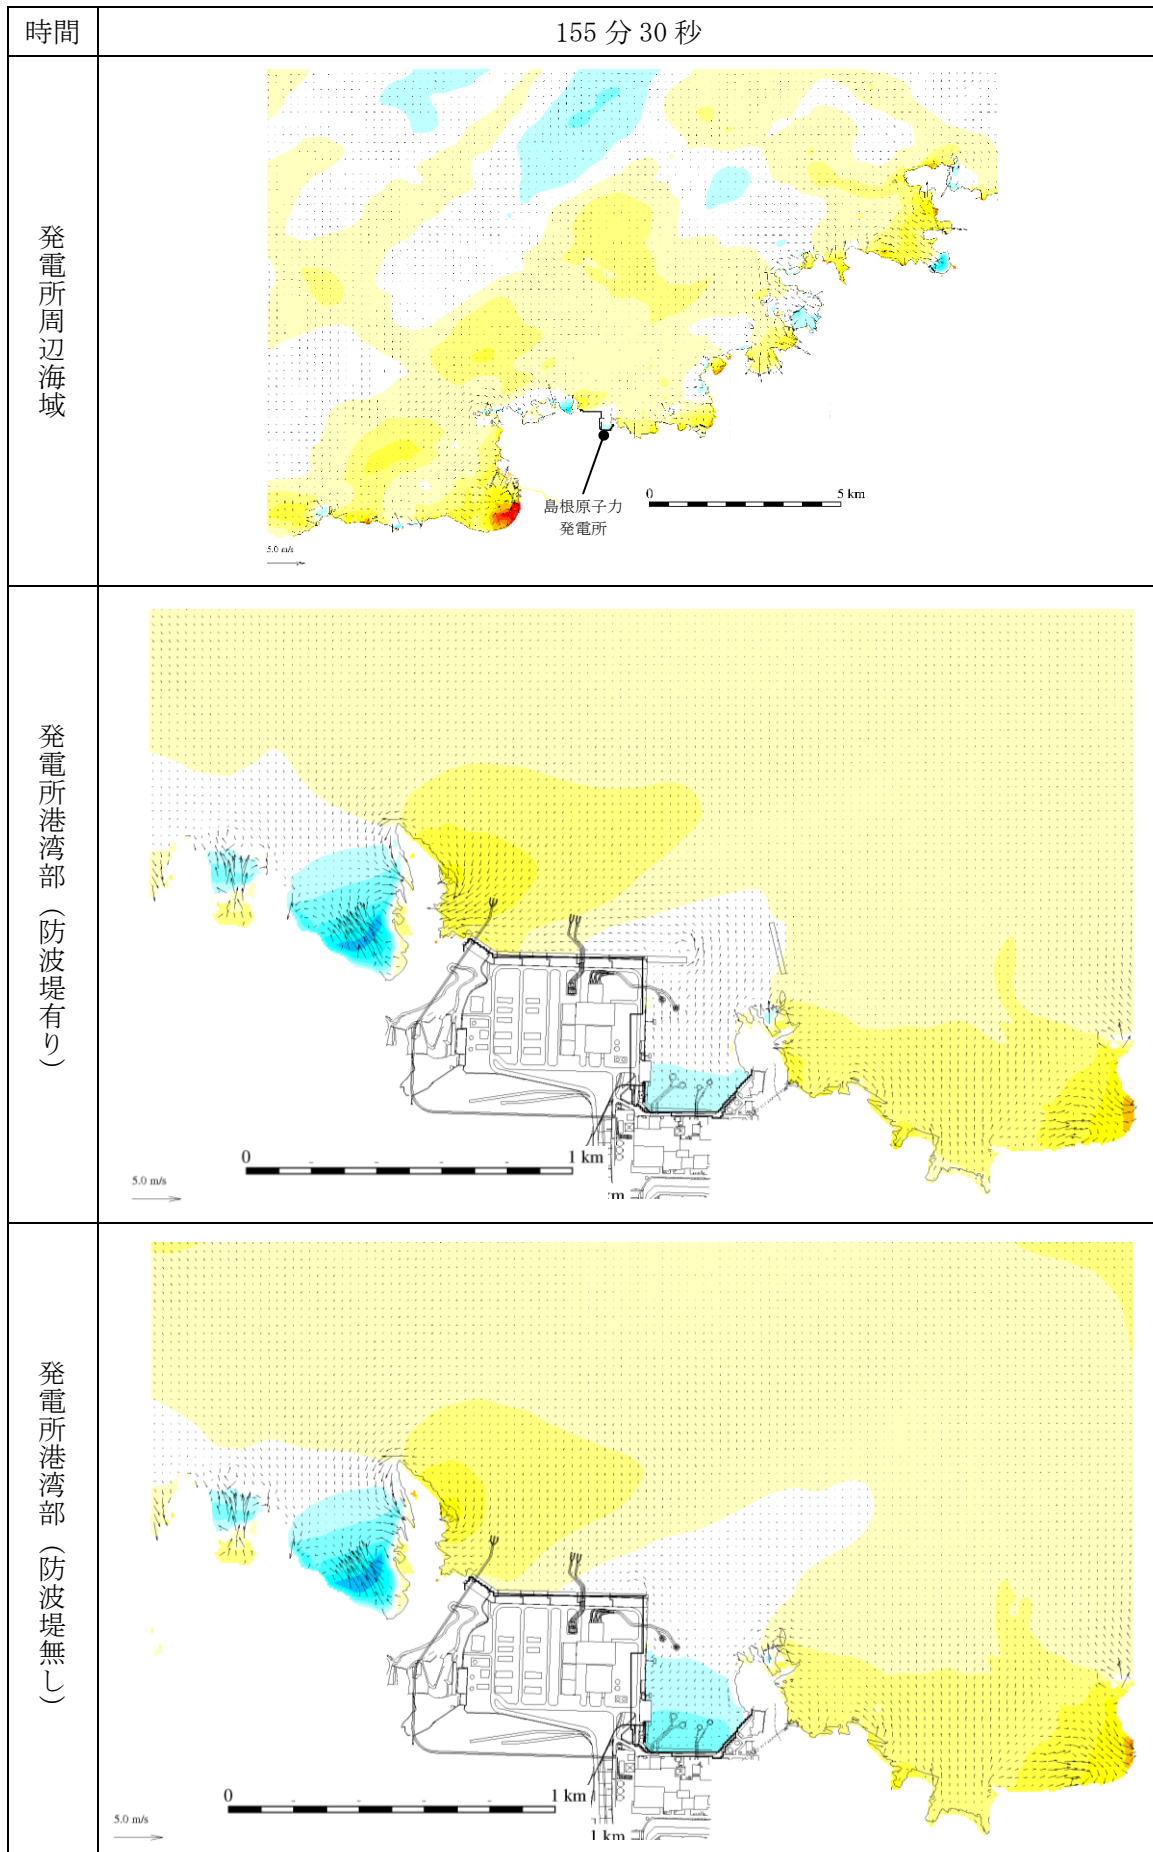 時間
155 分 30 秒
発電所周辺海域
島根原子力
発電所
0
5 km
5.0 m/s
発電所港湾部（防波堤有り）
0
1 km
5.0 m/s
発電所港湾部（防波堤無し）
0
1 km
5.0 m/s
1 km